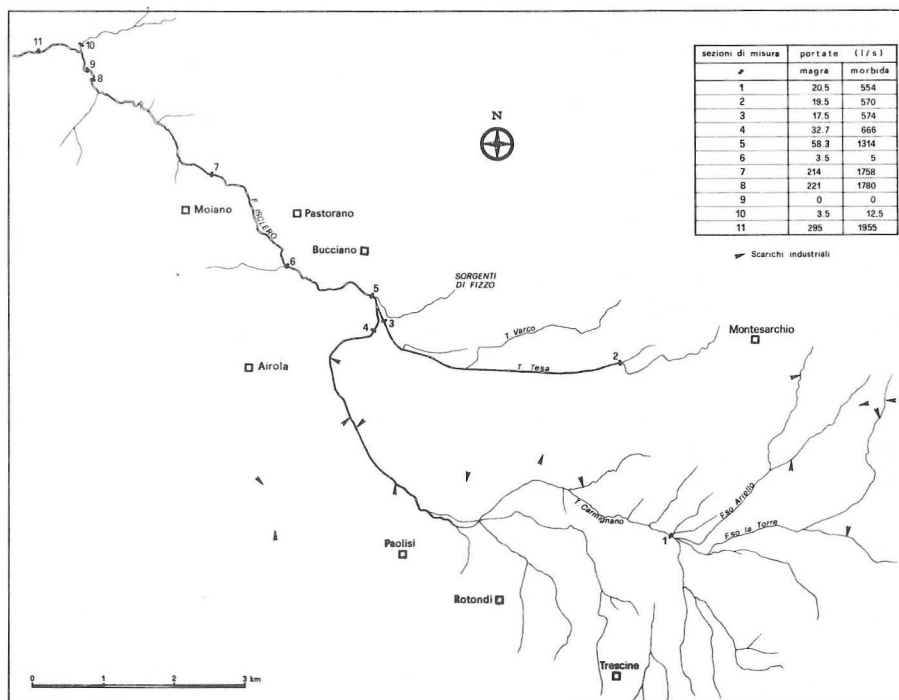 11
10
9
8
7
Moiano
Pastorano
F. ISCLERO
Bucciano
6
5
SORGENTI
DI FIZZO
4
3
Airola
T. Varco
T. Tesa
2
Montesarchio
N
sezioni di misura portate (l/s)
magra morbida
1 20.5 554
2 19.5 570
3 17.5 574
4 32.7 666
5 58.3 1314
6 3.5 5
7 214 1758
8 221 1780
9 0 0
10 3.5 12.5
11 295 1955
Scarichi industriali
T. Carmignano
1
F.so Ariello
F.so la Torre
Paolisi
Rotondi
Trescine
0 1 2 3 km